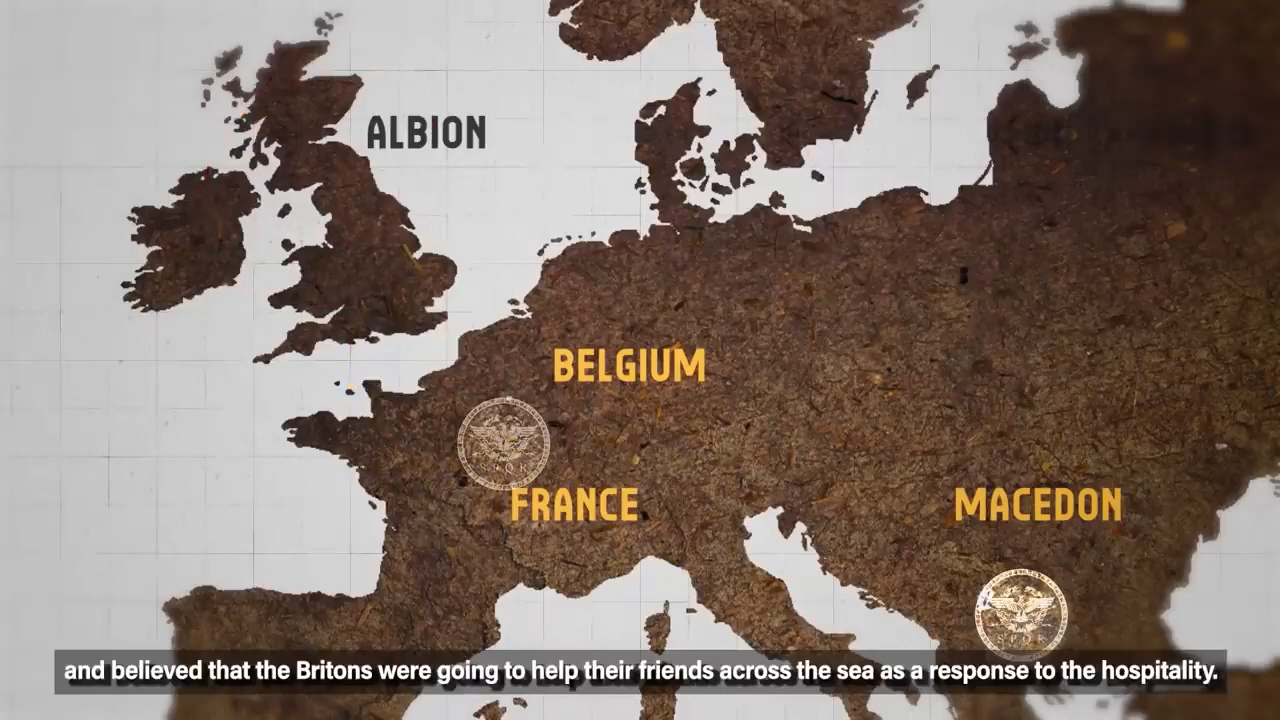 ALBION
BELGIUM
S P Q R
FRANCE
MACEDON
S P Q R
and believed that the Britons were going to help their friends across the sea as a response to the hospitality.